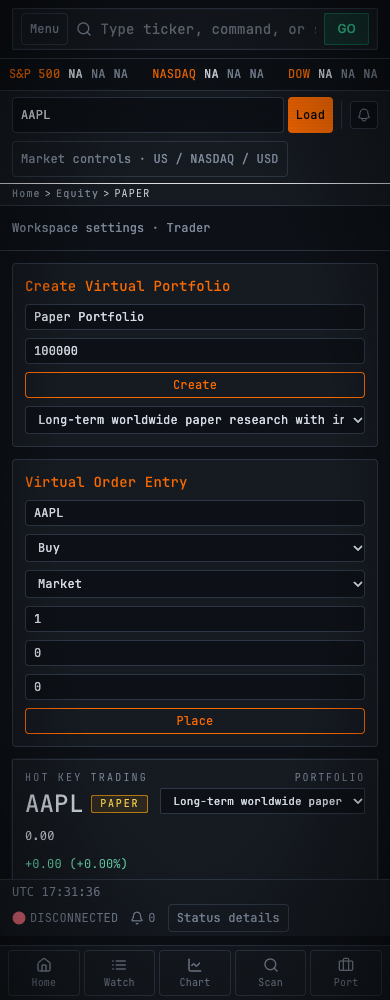 Menu Type ticker, command, or GO
S&P 500 NA NA NA NASDAQ NA NA NA DOW NA NA NA
AAPL Load
Market controls · US / NASDAQ / USD
Home > Equity > PAPER
Workspace settings · Trader
Create Virtual Portfolio
Paper Portfolio
100000
Create
Long-term worldwide paper research with
Virtual Order Entry
AAPL
Buy
Market
1
0
0
Place
HOT KEY TRADING PORTFOLIO
AAPL PAPER Long-term worldwide paper
0.00
+0.00 (+0.00%)
UTC 17:31:36
DISCONNECTED 0 Status details
Home Watch Chart Scan Port